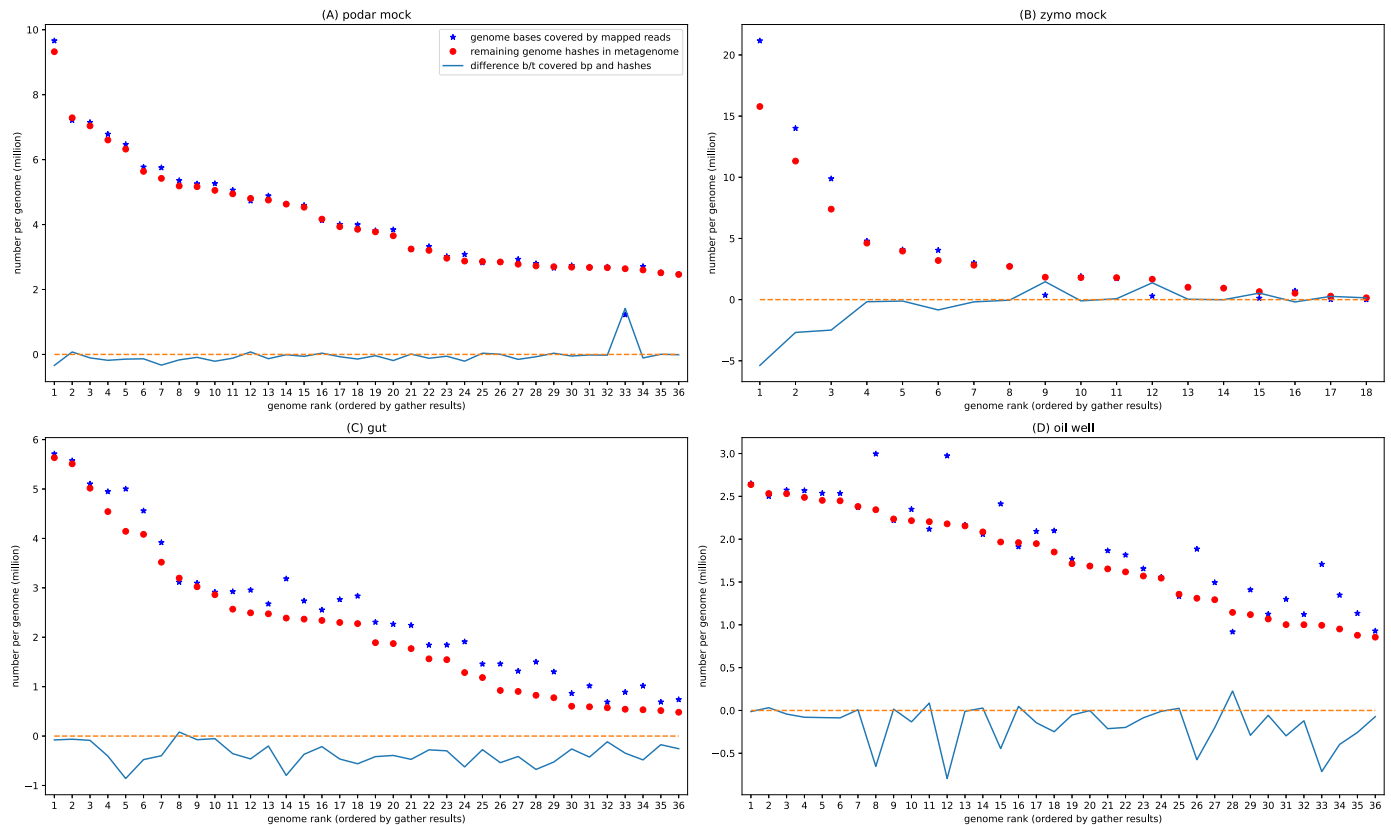 (A) podar mock
genome bases covered by mapped reads
remaining genome hashes in metagenome
difference b/t covered bp and hashes
number per genome (million)
10
8
6
4
2
0
1 2 3 4 5 6 7 8 9 10 11 12 13 14 15 16 17 18 19 20 21 22 23 24 25 26 27 28 29 30 31 32 33 34 35 36
genome rank (ordered by gather results)
(B) zymo mock
number per genome (million)
20
15
10
5
0
−5
1 2 3 4 5 6 7 8 9 10 11 12 13 14 15 16 17 18
genome rank (ordered by gather results)
(C) gut
number per genome (million)
6
5
4
3
2
1
0
−1
1 2 3 4 5 6 7 8 9 10 11 12 13 14 15 16 17 18 19 20 21 22 23 24 25 26 27 28 29 30 31 32 33 34 35 36
genome rank (ordered by gather results)
(D) oil well
number per genome (million)
3.0
2.5
2.0
1.5
1.0
0.5
0.0
−0.5
1 2 3 4 5 6 7 8 9 10 11 12 13 14 15 16 17 18 19 20 21 22 23 24 25 26 27 28 29 30 31 32 33 34 35 36
genome rank (ordered by gather results)